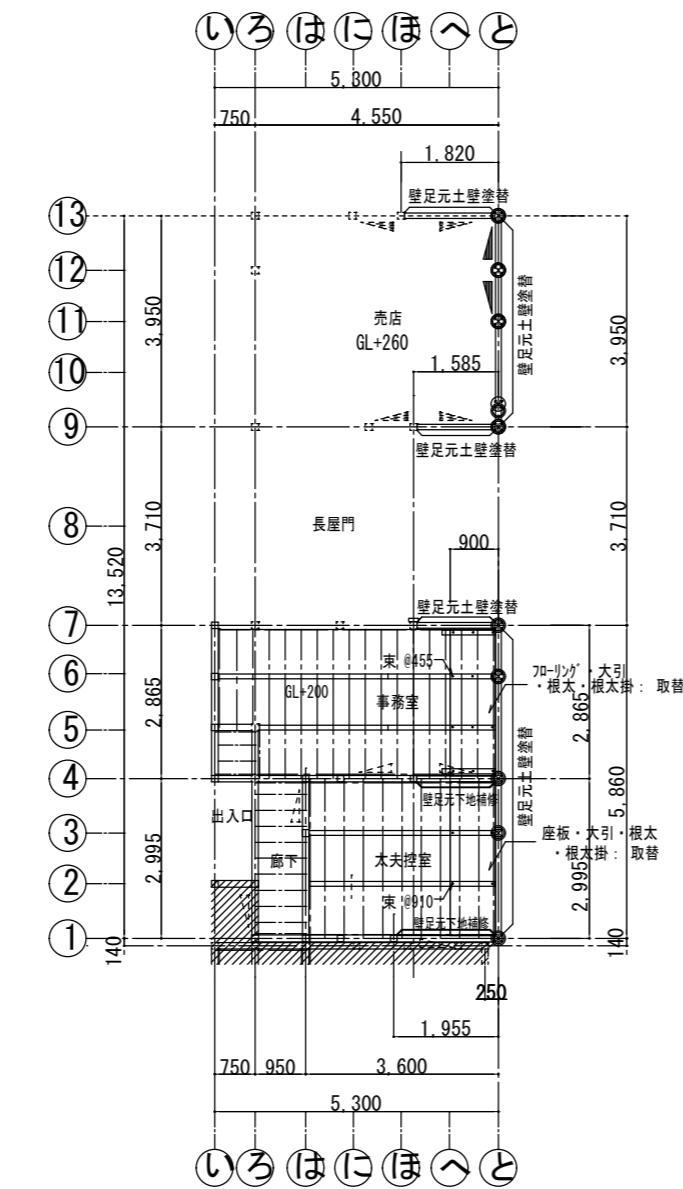 い ろ は に ほ へ と
5,300
750 4,550
1,820
壁足元土壁塗替
13
12
11
10
9
8
7
6
5
4
3
2
1
3,950
売店
GL+260
壁足元土壁塗替
3,950
1,585
壁足元土壁塗替
3,710
13,520
長屋門
900
3,710
壁足元土壁塗替
束 @455
GL+200
事務室
フローリング・大引
・根太・根太掛： 取替
2,865
2,865
壁足元土壁塗替
5,860
出入口
壁足元下地補修
廊下
太夫控室
座板・大引・根太
・根太掛： 取替
2,995
2,995
束 @910
壁足元下地補修
140
140
250
1,955
750 950 3,600
5,300
い ろ は に ほ へ と